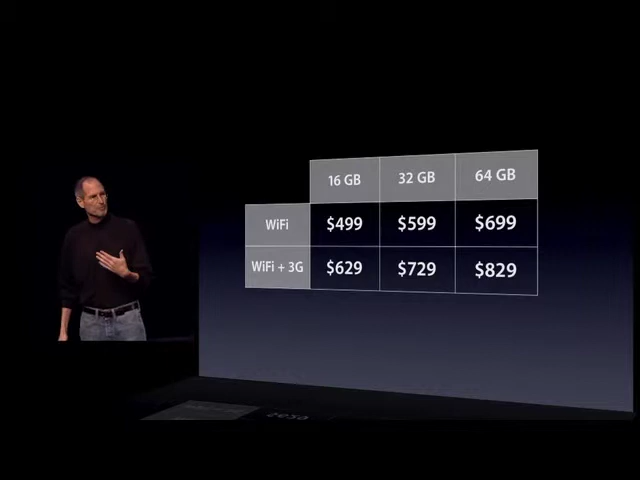 16 GB 32 GB 64 GB
WiFi $499 $599 $699
WiFi + 3G $629 $729 $829